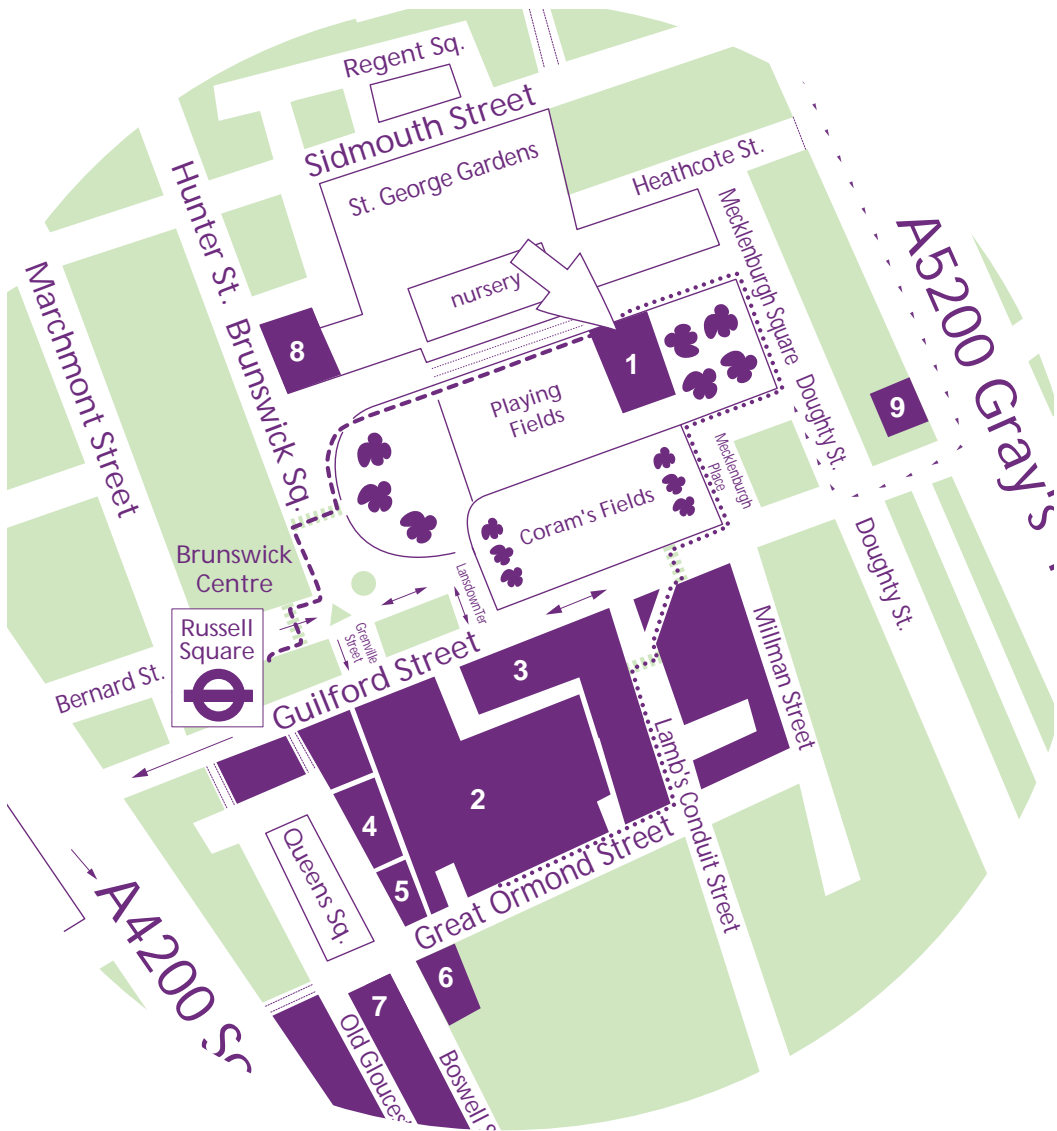 Regent Sq.
Sidmouth Street
St. George Gardens
Heathcote St.
Hunter St.
Mecklenburgh Square
A5200 Gray's
Marchmont Street
nursery
Brunswick Sq.
8
1
Playing
Fields
Doughty St.
9
Mecklenburgh
Place
Coram's Fields
Brunswick
Centre
LansdownTer
Doughty St.
Russell
Square
Grenville
Street
Millman Street
Bernard St.
Guilford Street
3
2
Lamb's Conduit Street
4
Queens Sq.
5
Great Ormond Street
A4200 So
6
7
Old Glouces
Boswell S